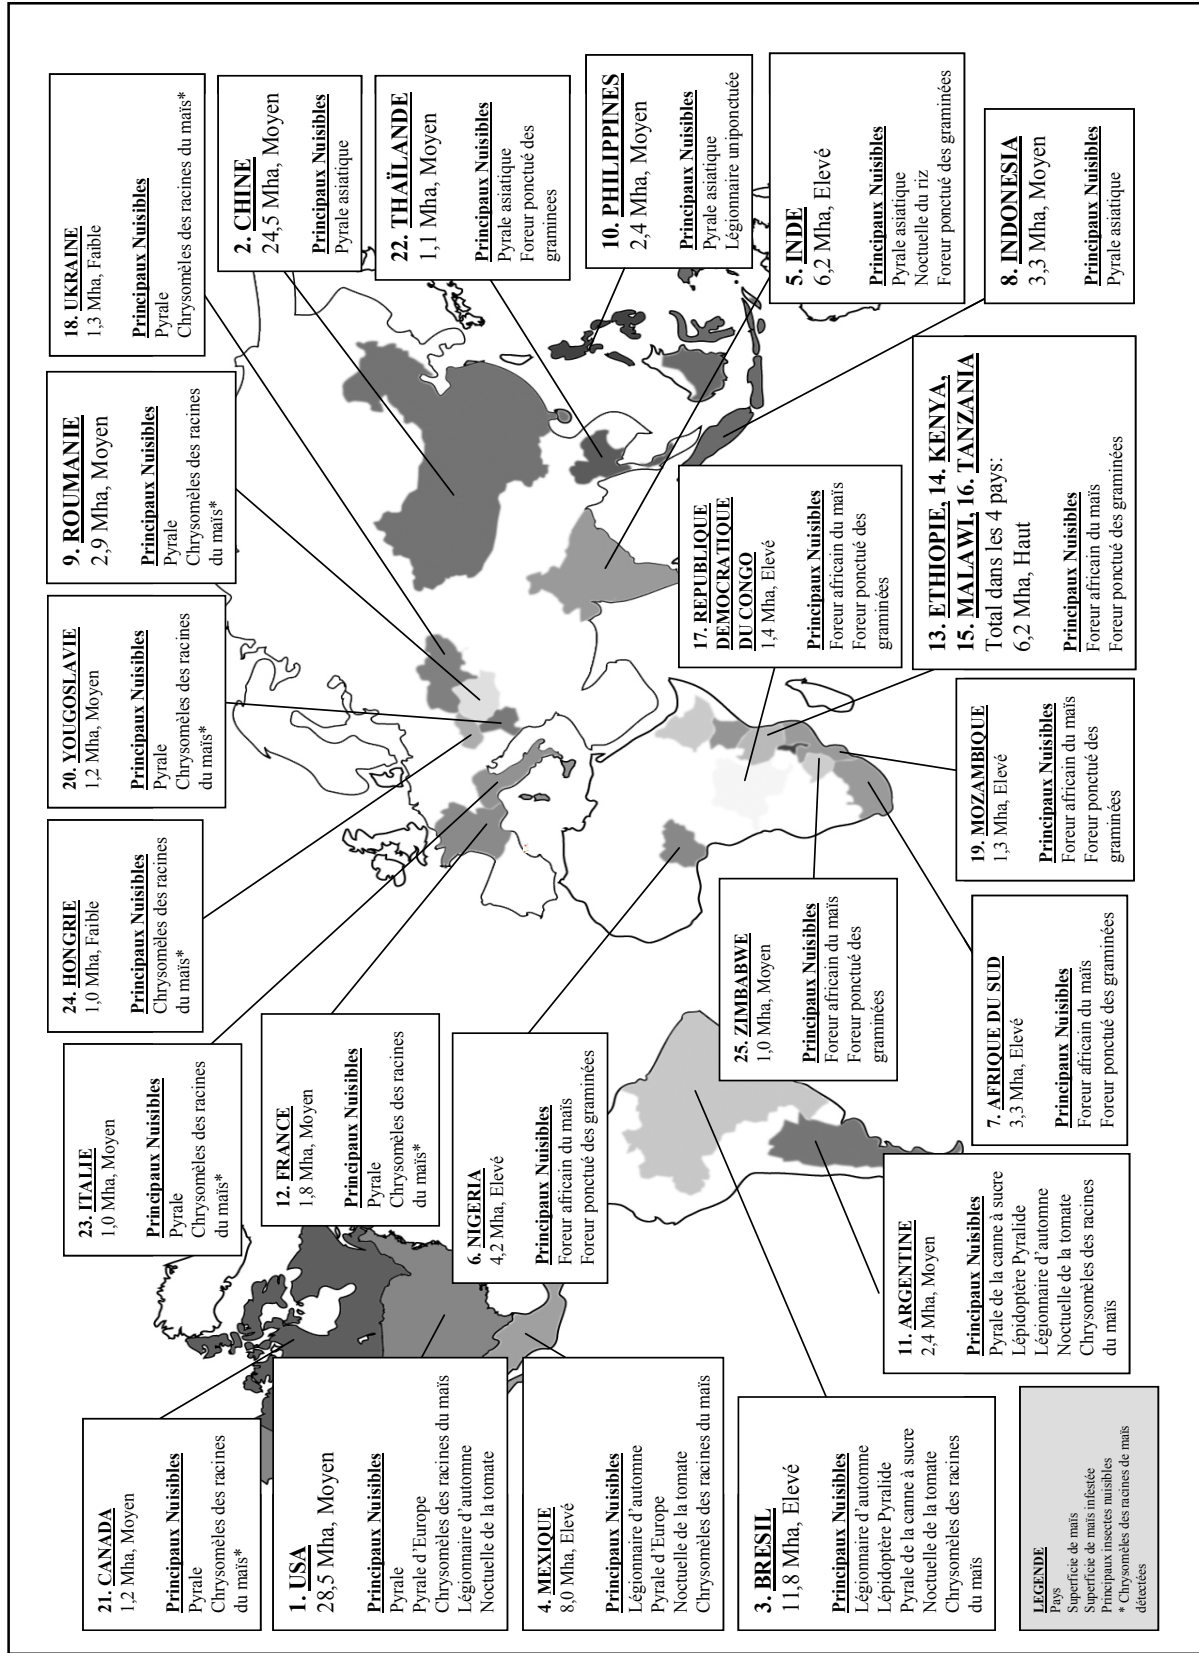 21. CANADA
1,2 Mha, Moyen
Principaux Nuisibles
Pyrale
Chrysomèles des racines
du maïs*
1. USA
28,5 Mha, Moyen
Principaux Nuisibles
Pyrale
Pyrale d'Europe
Chrysomèles des racines du maïs
Légionnaire d'automne
Noctuelle de la tomate
4. MEXIQUE
8,0 Mha, Elevé
Principaux Nuisibles
Légionnaire d'automne
Pyrale d'Europe
Noctuelle de la tomate
Chrysomèles des racines du maïs
3. BRESIL
11,8 Mha, Elevé
Principaux Nuisibles
Légionnaire d'automne
Lépidoptère Pyralide
Pyrale de la canne à sucre
Noctuelle de la tomate
Chrysomèles des racines
du maïs
LEGENDE
Pays
Superficie de maïs
Superficie de maïs infestée
Principaux insectes nuisibles
* Chrysomèles des racines de maïs
détectées
23. ITALIE
1,0 Mha, Moyen
Principaux Nuisibles
Pyrale
Chrysomèles des racines
du maïs*
12. FRANCE
1,8 Mha, Moyen
Principaux Nuisibles
Pyrale
Chrysomèles des racines
du maïs*
6. NIGERIA
4,2 Mha, Elevé
Principaux Nuisibles
Foreur africain du maïs
Foreur ponctué des graminées
11. ARGENTINE
2,4 Mha, Moyen
Principaux Nuisibles
Pyrale de la canne à sucre
Lépidoptère Pyralide
Légionnaire d'automne
Noctuelle de la tomate
Chrysomèles des racines
du maïs
24. HONGRIE
1,0 Mha, Faible
Principaux Nuisibles
Chrysomèles des racines
du maïs*
25. ZIMBABWE
1,0 Mha, Moyen
Principaux Nuisibles
Foreur africain du maïs
Foreur ponctué des
graminées
7. AFRIQUE DU SUD
3,3 Mha, Elevé
Principaux Nuisibles
Foreur africain du maïs
Foreur ponctué des graminées
20. YOUGOSLAVIE
1,2 Mha, Moyen
Principaux Nuisibles
Pyrale
Chrysomèles des racines
du maïs*
19. MOZAMBIQUE
1,3 Mha, Elevé
Principaux Nuisibles
Foreur africain du maïs
Foreur ponctué des
graminées
9. ROUMANIE
2,9 Mha, Moyen
Principaux Nuisibles
Pyrale
Chrysomèles des racines
du maïs*
17. REPUBLIQUE
DEMOCRATIQUE
DU CONGO
1,4 Mha, Elevé
Principaux Nuisibles
Foreur africain du maïs
Foreur ponctué des
graminées
13. ETHIOPIE, 14. KENYA,
15. MALAWI, 16. TANZANIA
Total dans les 4 pays:
6,2 Mha, Haut
Principaux Nuisibles
Foreur africain du maïs
Foreur ponctué des graminées
18. UKRAINE
1,3 Mha, Faible
Principaux Nuisibles
Pyrale
Chrysomèles des racines du maïs*
2. CHINE
24,5 Mha, Moyen
Principaux Nuisibles
Pyrale asiatique
22. THAÏLANDE
1,1 Mha, Moyen
Principaux Nuisibles
Pyrale asiatique
Foreur ponctué des
graminees
10. PHILIPPINES
2,4 Mha, Moyen
Principaux Nuisibles
Pyrale asiatique
Légionnaire uniponctuée
5. INDE
6,2 Mha, Elevé
Principaux Nuisibles
Pyrale asiatique
Noctuelle du riz
Foreur ponctué des graminées
8. INDONESIA
3,3 Mha, Moyen
Principaux Nuisibles
Pyrale asiatique